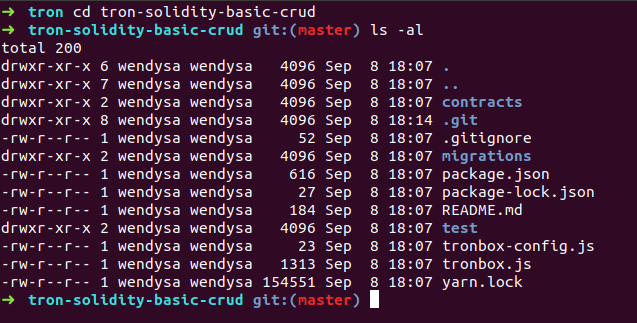 ➜ tron cd tron-solidity-basic-crud
➜ tron-solidity-basic-crud git:(master) ls -al
total 200
drwxr-xr-x 6 wendysa wendysa   4096 Sep  8 18:07 .
drwxr-xr-x 7 wendysa wendysa   4096 Sep  8 18:07 ..
drwxr-xr-x 2 wendysa wendysa   4096 Sep  8 18:07 contracts
drwxr-xr-x 8 wendysa wendysa   4096 Sep  8 18:14 .git
-rw-r--r-- 1 wendysa wendysa     52 Sep  8 18:07 .gitignore
drwxr-xr-x 2 wendysa wendysa   4096 Sep  8 18:07 migrations
-rw-r--r-- 1 wendysa wendysa    616 Sep  8 18:07 package.json
-rw-r--r-- 1 wendysa wendysa     27 Sep  8 18:07 package-lock.json
-rw-r--r-- 1 wendysa wendysa    184 Sep  8 18:07 README.md
drwxr-xr-x 2 wendysa wendysa   4096 Sep  8 18:07 test
-rw-r--r-- 1 wendysa wendysa     23 Sep  8 18:07 tronbox-config.js
-rw-r--r-- 1 wendysa wendysa   1313 Sep  8 18:07 tronbox.js
-rw-r--r-- 1 wendysa wendysa 154551 Sep  8 18:07 yarn.lock
➜ tron-solidity-basic-crud git:(master)